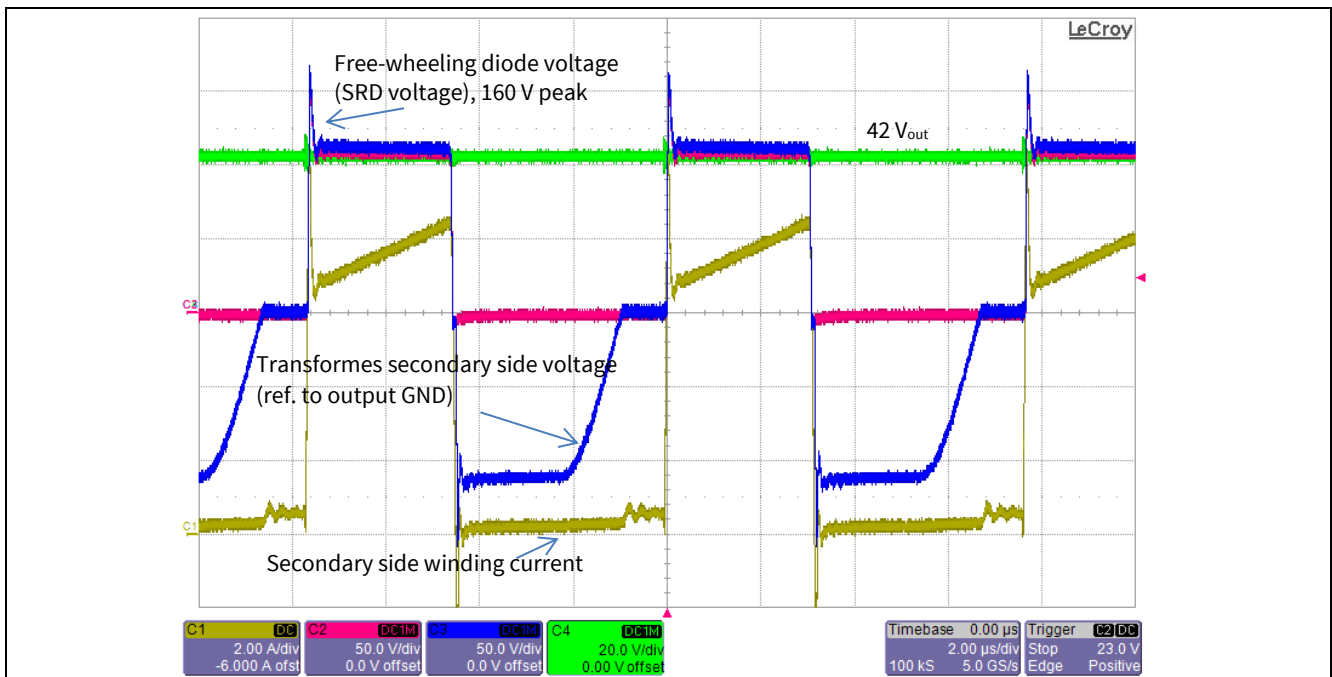 LeCroy
Free-wheeling diode voltage
(SRD voltage), 160 V peak
42 Vout
Transformes secondary side voltage
(ref. to output GND)
C1
Secondary side winding current
C1 DC
2.00 A/div
-6.000 A ofst
C2 DC1M
50.0 V/div
0.0 V offset
C3 DC1M
50.0 V/div
0.0 V offset
C4 DC1M
20.0 V/div
0.00 V offset
Timebase 0.00 µs
2.00 µs/div
100 kS 5.0 GS/s
Trigger C2 DC
Stop 23.0 V
Edge Positive